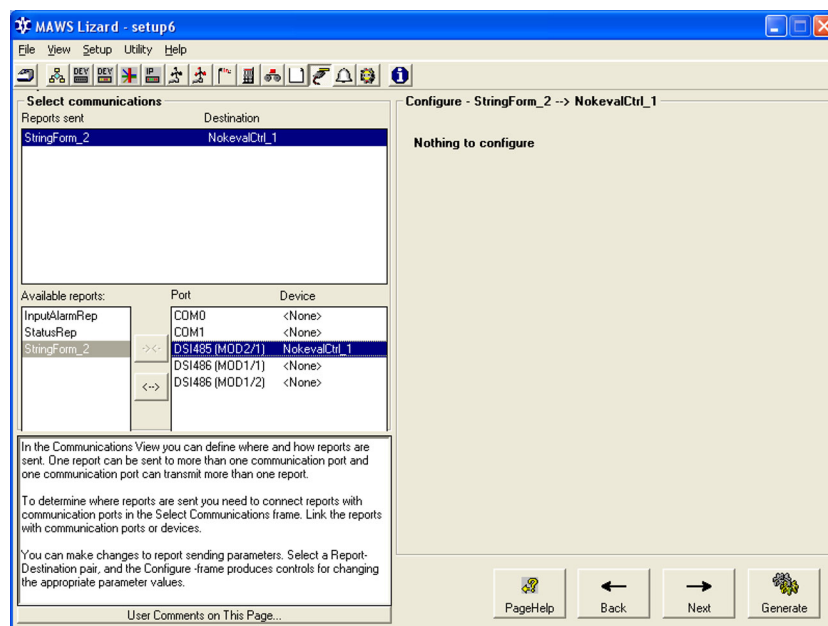 MAWS Lizard - setup6
File View Setup Utility Help
DEV DEV IP
Select communications
Reports sent Destination
StringForm_2 NokevalCtrl_1
Available reports: Port Device
InputAlarmRep COM0 <None>
StatusRep COM1 <None>
StringForm_2 DSI485 (MOD2/1) NokevalCtrl_1
DSI486 (MOD1/1) <None>
DSI486 (MOD1/2) <None>
->|<-
<-->
In the Communications View you can define where and how reports are
sent. One report can be sent to more than one communication port and
one communication port can transmit more than one report.
To determine where reports are sent you need to connect reports with
communication ports in the Select Communications frame. Link the reports
with communication ports or devices.
You can make changes to report sending parameters. Select a Report-
Destination pair, and the Configure -frame produces controls for changing
the appropriate parameter values.
User Comments on This Page...
Configure - StringForm_2 --> NokevalCtrl_1
Nothing to configure
PageHelp Back Next Generate